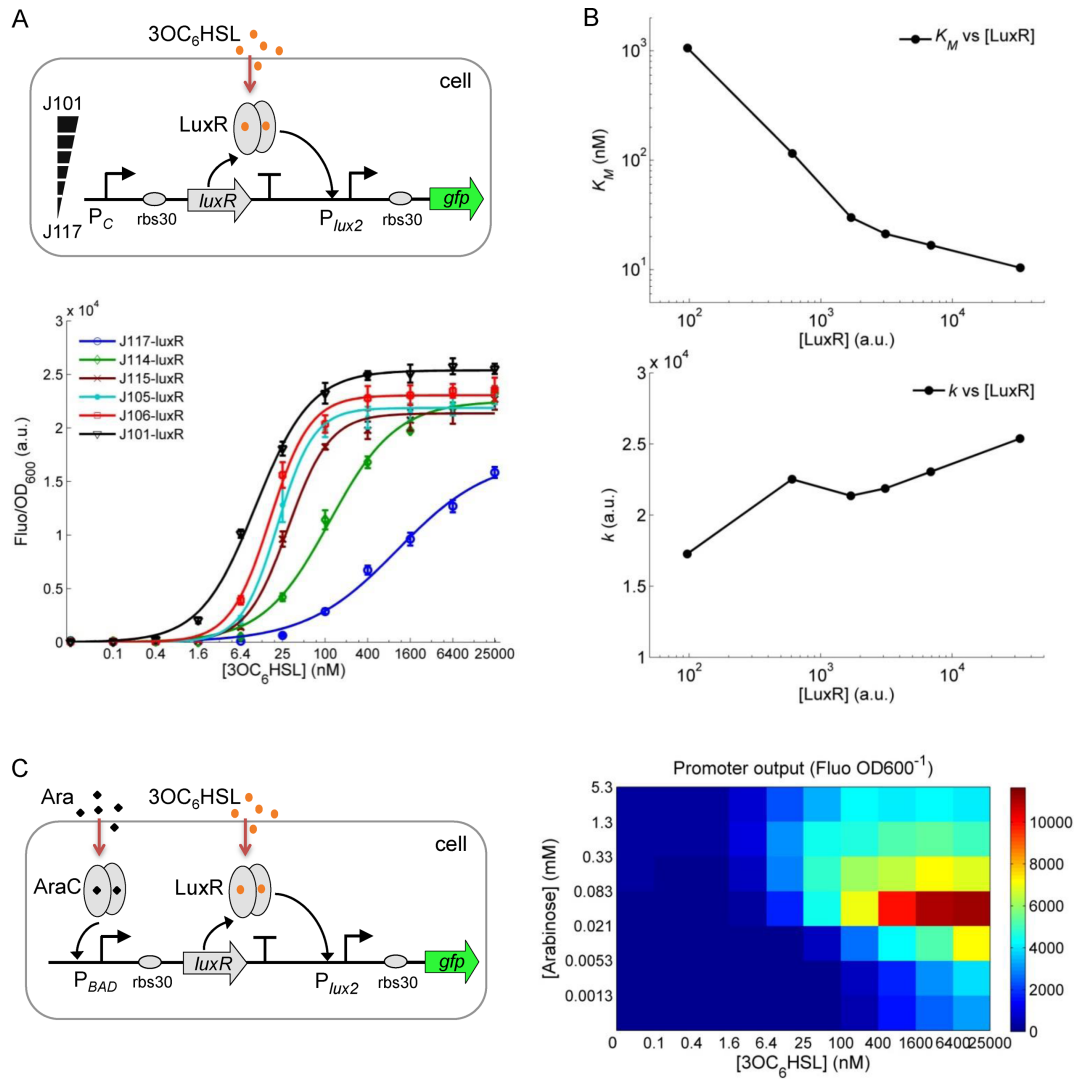 A
3OC6HSL
cell
J101
LuxR
luxR
gfp
PC
rbs30
Plux2
rbs30
J117
x 10^4
3
2.5
2
1.5
1
0.5
0
Fluo/OD600 (a.u.)
J117-luxR
J114-luxR
J115-luxR
J105-luxR
J106-luxR
J101-luxR
0.1 0.4 1.6 6.4 25 100 400 1600 6400 25000
[3OC6HSL] (nM)
B
KM vs [LuxR]
10^3
10^2
10^1
KM (nM)
10^2 10^3 10^4
[LuxR] (a.u.)
x 10^4
k vs [LuxR]
3
2.5
2
1.5
1
k (a.u.)
10^2 10^3 10^4
[LuxR] (a.u.)
C
Ara
3OC6HSL
cell
AraC
LuxR
luxR
gfp
PBAD
rbs30
Plux2
rbs30
Promoter output (Fluo OD600^-1)
5.3
1.3
0.33
0.083
0.021
0.0053
0.0013
[Arabinose] (mM)
0 0.1 0.4 1.6 6.4 25 100 400 1600 6400 25000
[3OC6HSL] (nM)
10000
8000
6000
4000
2000
0